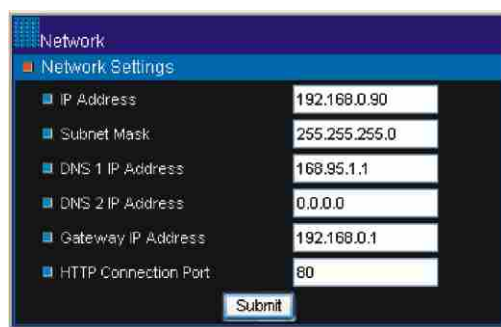 Network
Network Settings
IP Address 192.168.0.90
Subnet Mask 255.255.255.0
DNS 1 IP Address 168.95.1.1
DNS 2 IP Address 0.0.0.0
Gateway IP Address 192.168.0.1
HTTP Connection Port 80
Submit